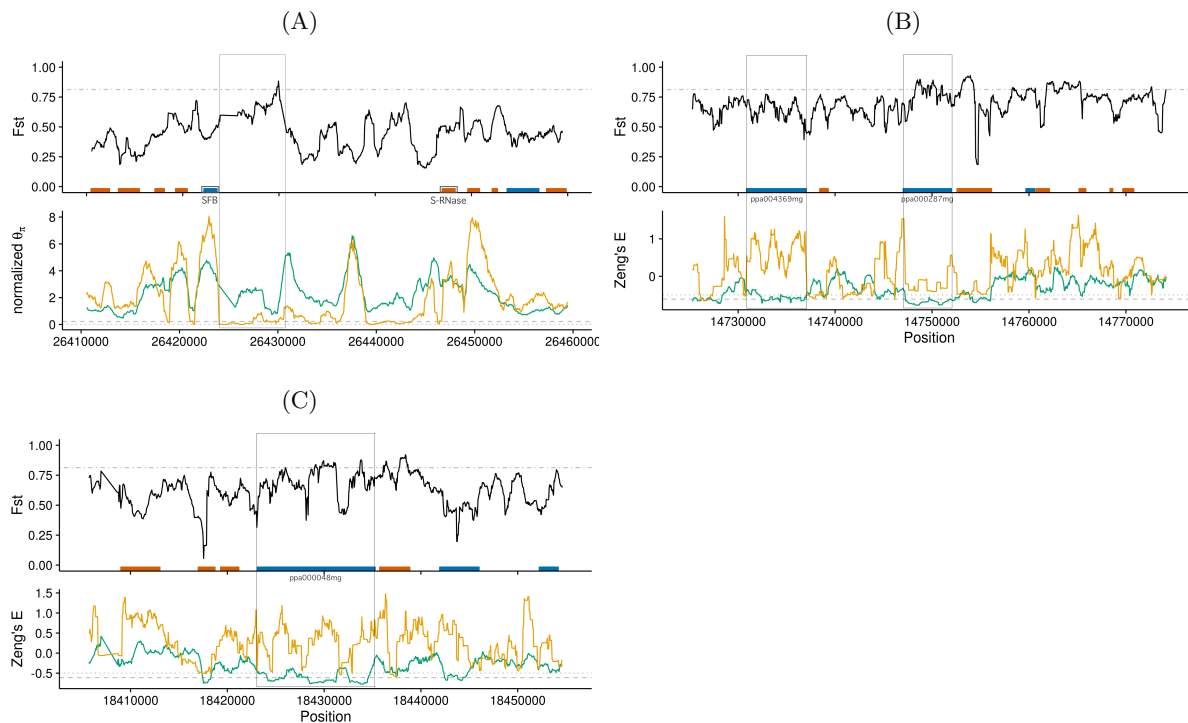 (A)
1.00
0.75
0.50
0.25
0.00
Fst
SFB
S-RNase
8
6
4
2
0
normalized θπ
26410000 26420000 26430000 26440000 26450000 26460000
(B)
1.00
0.75
0.50
0.25
0.00
Fst
ppa004369mg
ppa000287mg
1
0
Zeng's E
14730000 14740000 14750000 14760000 14770000
Position
(C)
1.00
0.75
0.50
0.25
0.00
Fst
ppa000048mg
1.5
1.0
0.5
0.0
-0.5
Zeng's E
18410000 18420000 18430000 18440000 18450000
Position